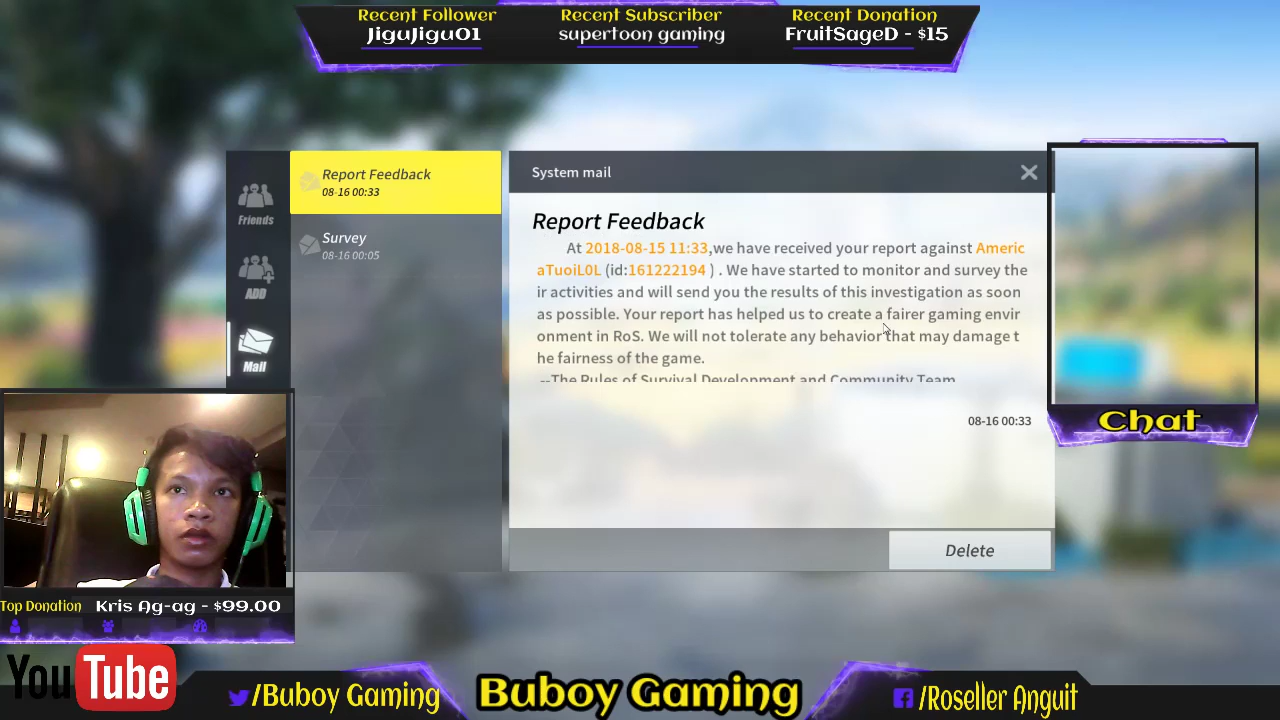 Recent Follower
JiguJigu01
Recent Subscriber
supertoon gaming
Recent Donation
FruitSageD - $15
Friends
ADD
Mail
Report Feedback
08-16 00:33
Survey
08-16 00:05
System mail
Report Feedback
At 2018-08-15 11:33,we have received your report against Americ
aTuoiL0L (id:161222194 ) . We have started to monitor and survey the
ir activities and will send you the results of this investigation as soon
as possible. Your report has helped us to create a fairer gaming envir
onment in RoS. We will not tolerate any behavior that may damage t
he fairness of the game.
--The Rules of Survival Development and Community Team
08-16 00:33
Delete
Chat
Top Donation Kris Ag-ag - $99.00
YouTube
/Buboy Gaming
Buboy Gaming
/Roseller Anguit